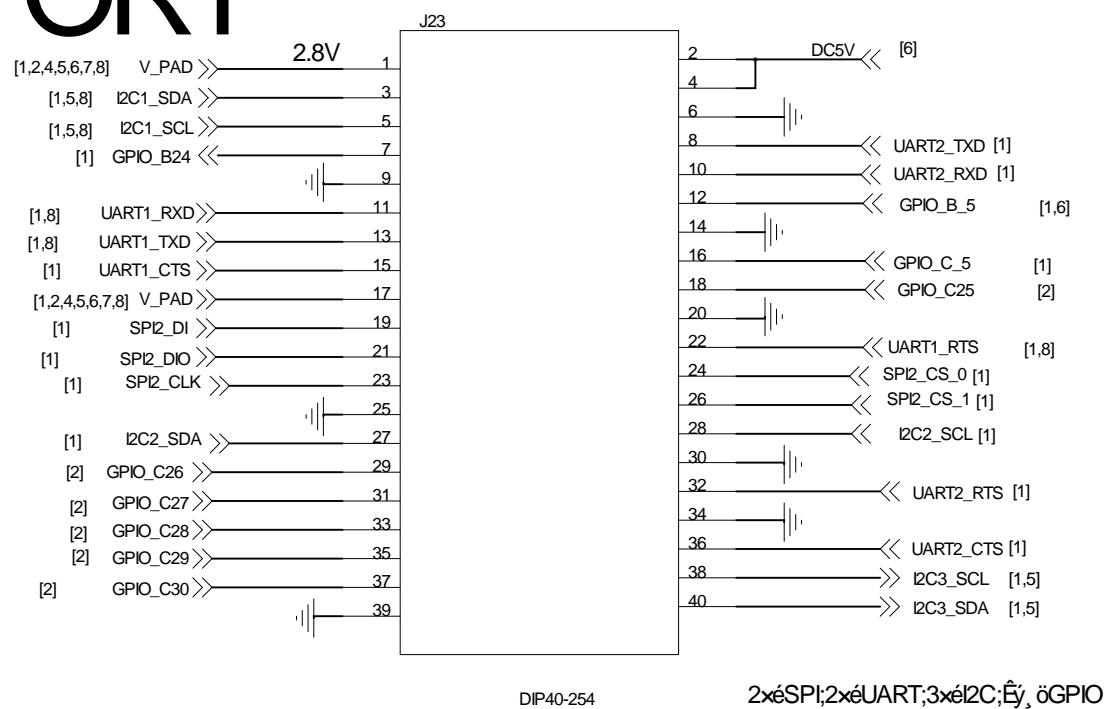 ORT
J23
2.8V
[1,2,4,5,6,7,8] V_PAD 1
[1,5,8] I2C1_SDA 3
[1,5,8] I2C1_SCL 5
[1] GPIO_B24 7
9
[1,8] UART1_RXD 11
[1,8] UART1_TXD 13
[1] UART1_CTS 15
[1,2,4,5,6,7,8] V_PAD 17
[1] SPI2_DI 19
[1] SPI2_DIO 21
[1] SPI2_CLK 23
25
[1] I2C2_SDA 27
[2] GPIO_C26 29
[2] GPIO_C27 31
[2] GPIO_C28 33
[2] GPIO_C29 35
[2] GPIO_C30 37
39
2 DC5V [6]
4
6
8 UART2_TXD [1]
10 UART2_RXD [1]
12 GPIO_B_5 [1,6]
14
16 GPIO_C_5 [1]
18 GPIO_C25 [2]
20
22 UART1_RTS [1,8]
24 SPI2_CS_0 [1]
26 SPI2_CS_1 [1]
28 I2C2_SCL [1]
30
32 UART2_RTS [1]
34
36 UART2_CTS [1]
38 I2C3_SCL [1,5]
40 I2C3_SDA [1,5]
DIP40-254
2×éSPI;2×éUART;3×éI2C;Êý¸öGPIO